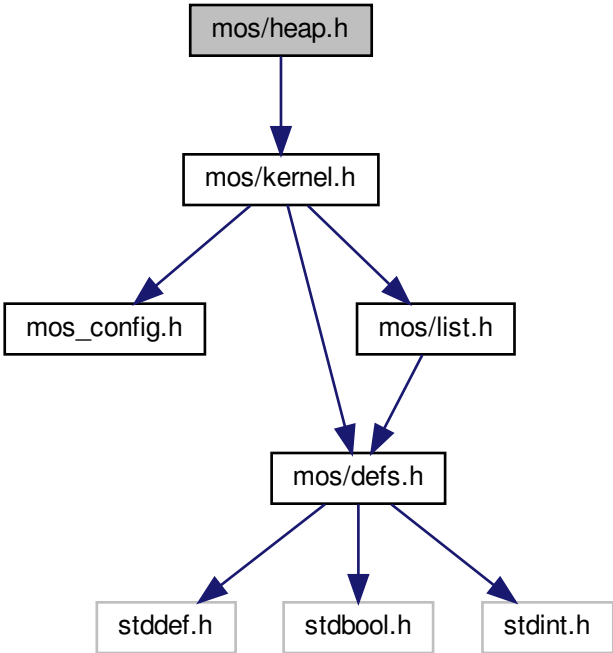 mos/heap.h
mos/kernel.h
mos_config.h
mos/list.h
mos/defs.h
stddef.h
stdbool.h
stdint.h